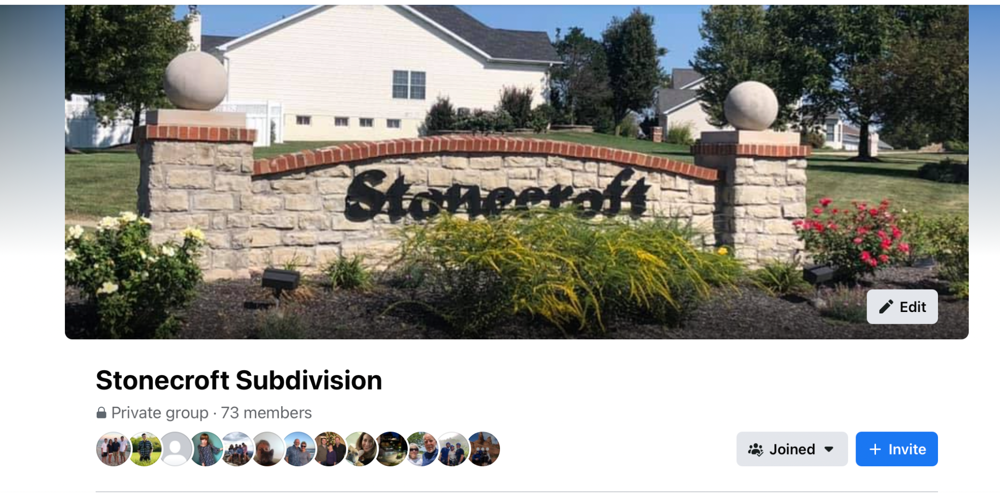 Stonecroft
Edit
Stonecroft Subdivision
Private group · 73 members
Joined
+ Invite